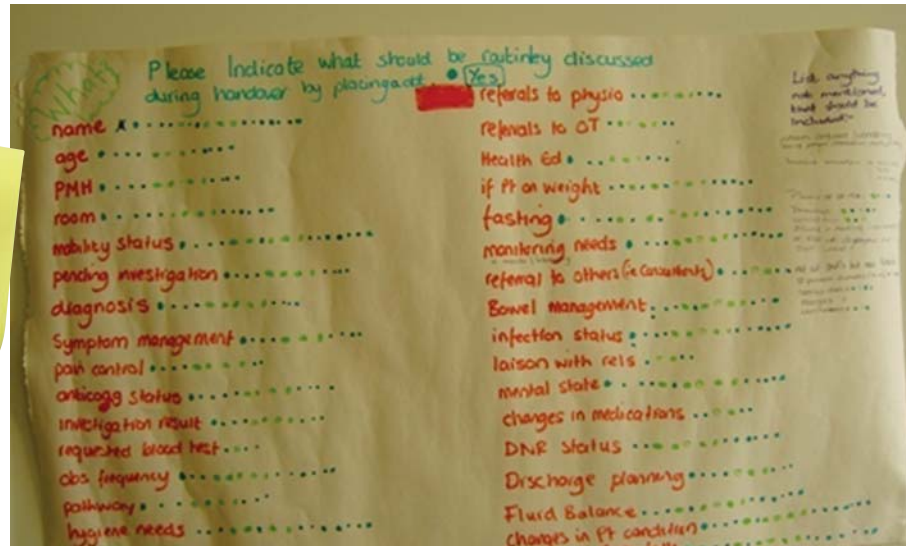 What
Please Indicate what should be routinley discussed
during handover by placing a dot • Yes
name
age
PMH
room
mobility status
pending investigation
diagnosis
Symptom management
pain control
anticoag status
investigation result
requested blood test
obs frequency
pathway
hygiene needs
referals to physio
referals to OT
Health Ed
if Pt on weight
fasting
monitering needs
referral to others (ie Consultants)
Bowel management
infection status
laison with rels
mental state
changes in medications
DNR Status
Discharge planning
Fluid Balance
changes in Pt condition
List anything
not mentioned,
that should be
included"